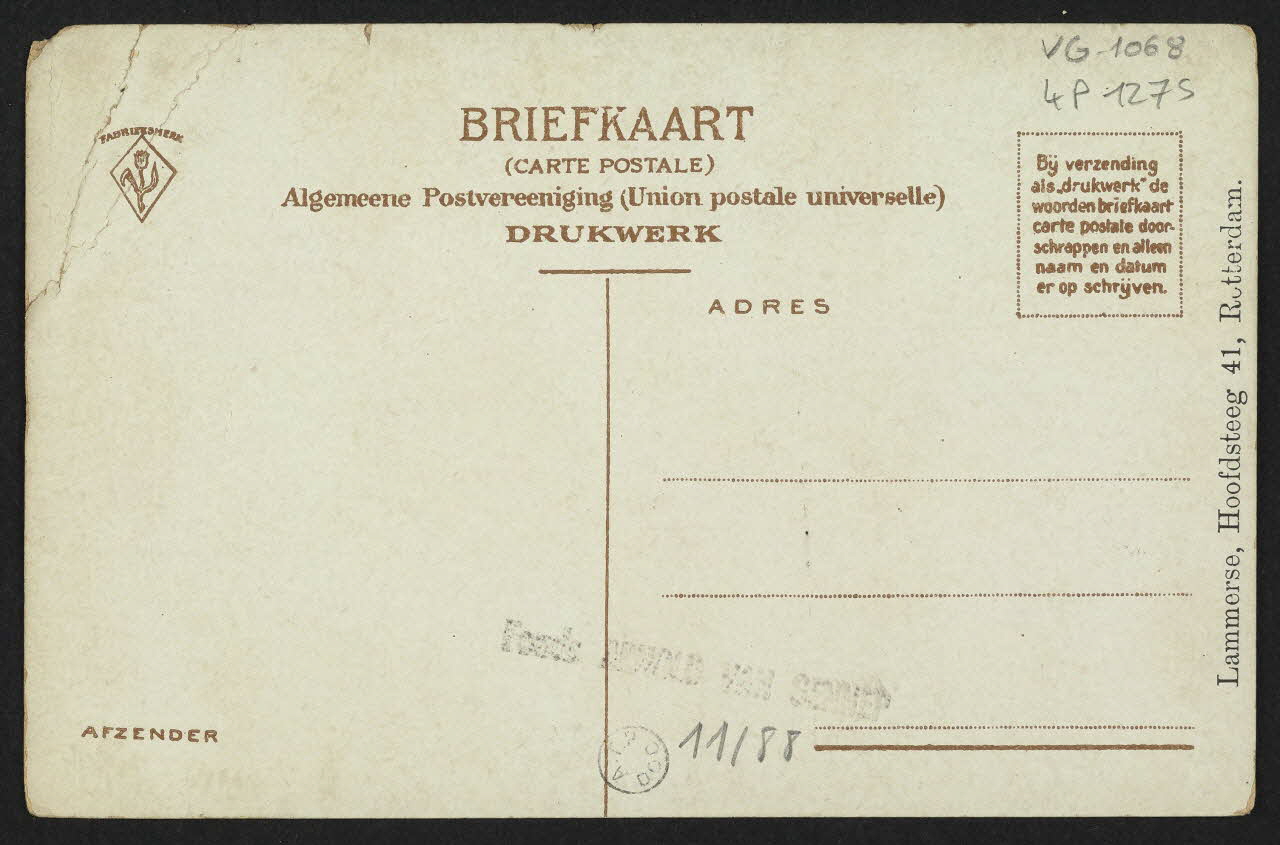 VG-1068
4P-1275
FABRIEKSMERK
BRIEFKAART
(CARTE POSTALE)
Algemeene Postvereeniging (Union postale universelle)
DRUKWERK
Bij verzending
als „drukwerk” de
woorden briefkaart
carte postale door-
schrappen en alleen
naam en datum
er op schrijven.
ADRES
Lammerse, Hoofdsteeg 41, Rotterdam.
Fonds VAN
AFZENDER
11/88